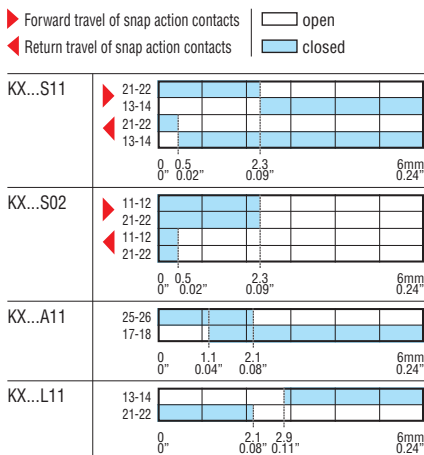 Forward travel of snap action contacts open
Return travel of snap action contacts closed
KX...S11
21-22
13-14
21-22
13-14
0 0.5 2.3 6mm
0" 0.02" 0.09" 0.24"
KX...S02
11-12
21-22
11-12
21-22
0 0.5 2.3 6mm
0" 0.02" 0.09" 0.24"
KX...A11
25-26
17-18
0 1.1 2.1 6mm
0" 0.04" 0.08" 0.24"
KX...L11
13-14
21-22
0 2.1 2.9 6mm
0" 0.08" 0.11" 0.24"